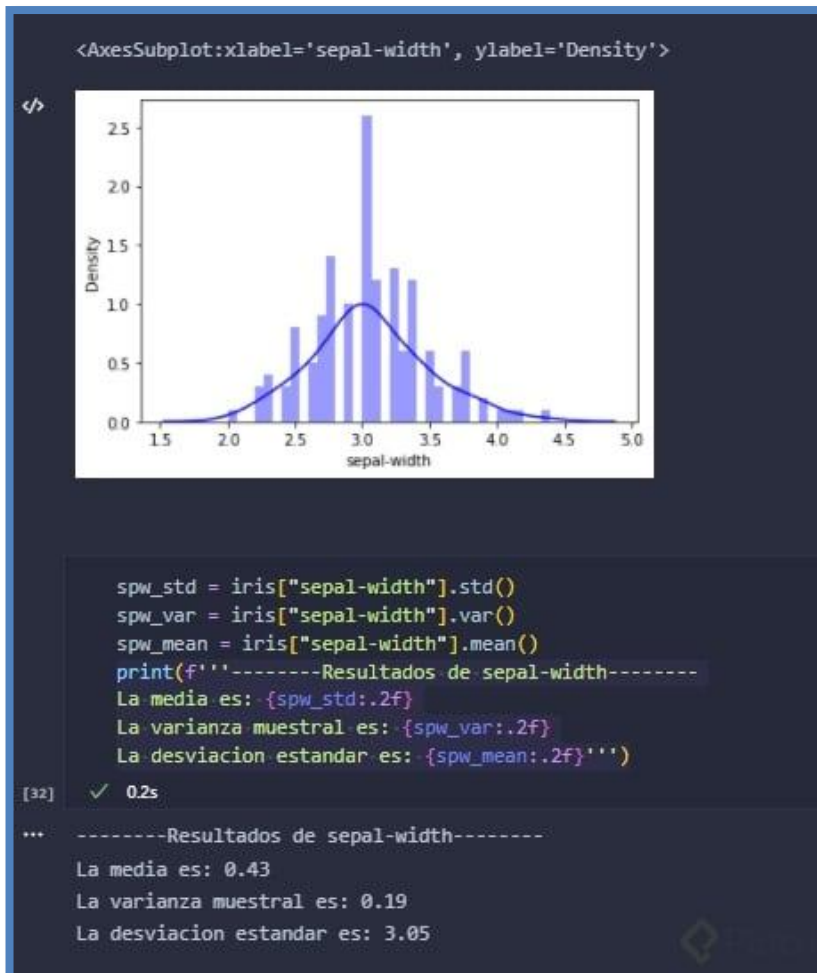 <AxesSubplot:xlabel='sepal-width', ylabel='Density'>
</>
2.5
2.0
1.5
1.0
0.5
0.0
Density
1.5 2.0 2.5 3.0 3.5 4.0 4.5 5.0
sepal-width
spw_std = iris["sepal-width"].std()
spw_var = iris["sepal-width"].var()
spw_mean = iris["sepal-width"].mean()
print(f'''--------Resultados de sepal-width--------
La media es: {spw_std:.2f}
La varianza muestral es: {spw_var:.2f}
La desviacion estandar es: {spw_mean:.2f}''')
[32] ✓ 0.2s
··· --------Resultados de sepal-width--------
La media es: 0.43
La varianza muestral es: 0.19
La desviacion estandar es: 3.05